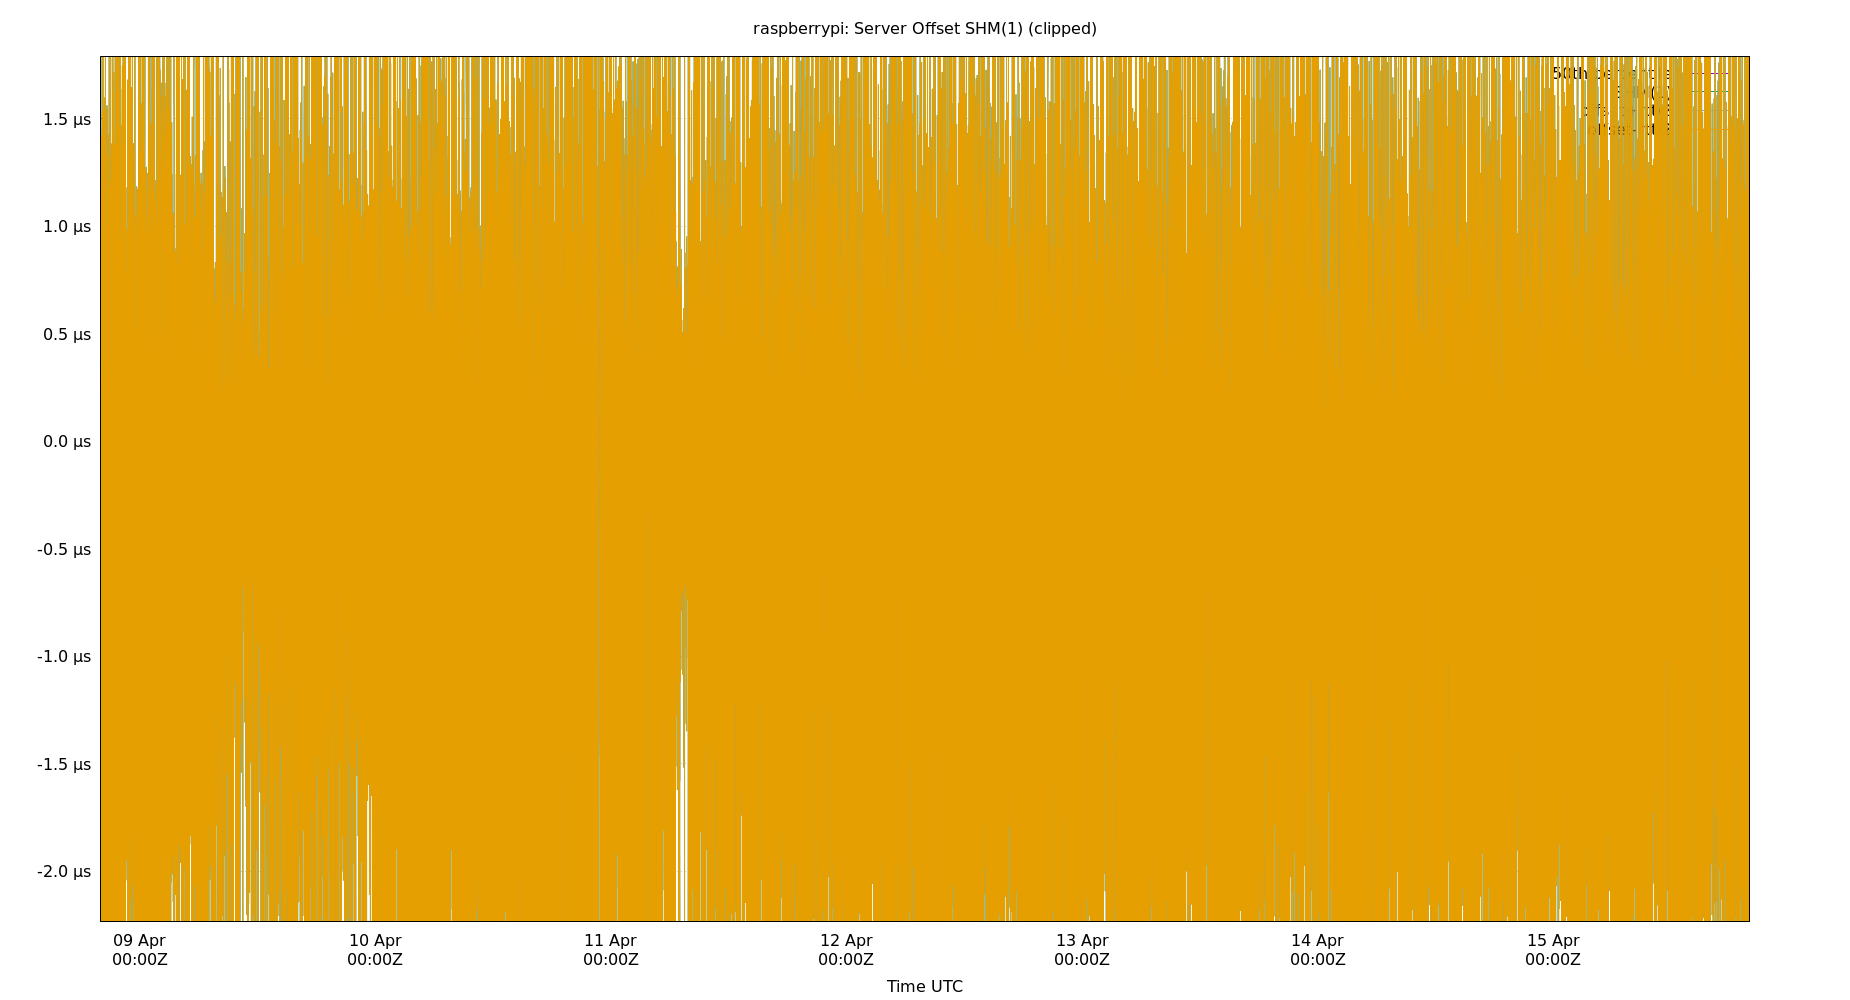 raspberrypi: Server Offset SHM(1) (clipped)
1.5 µs
1.0 µs
0.5 µs
0.0 µs
-0.5 µs
-1.0 µs
-1.5 µs
-2.0 µs
09 Apr 10 Apr 11 Apr 12 Apr 13 Apr 14 Apr 15 Apr
00:00Z 00:00Z 00:00Z 00:00Z 00:00Z 00:00Z 00:00Z
Time UTC